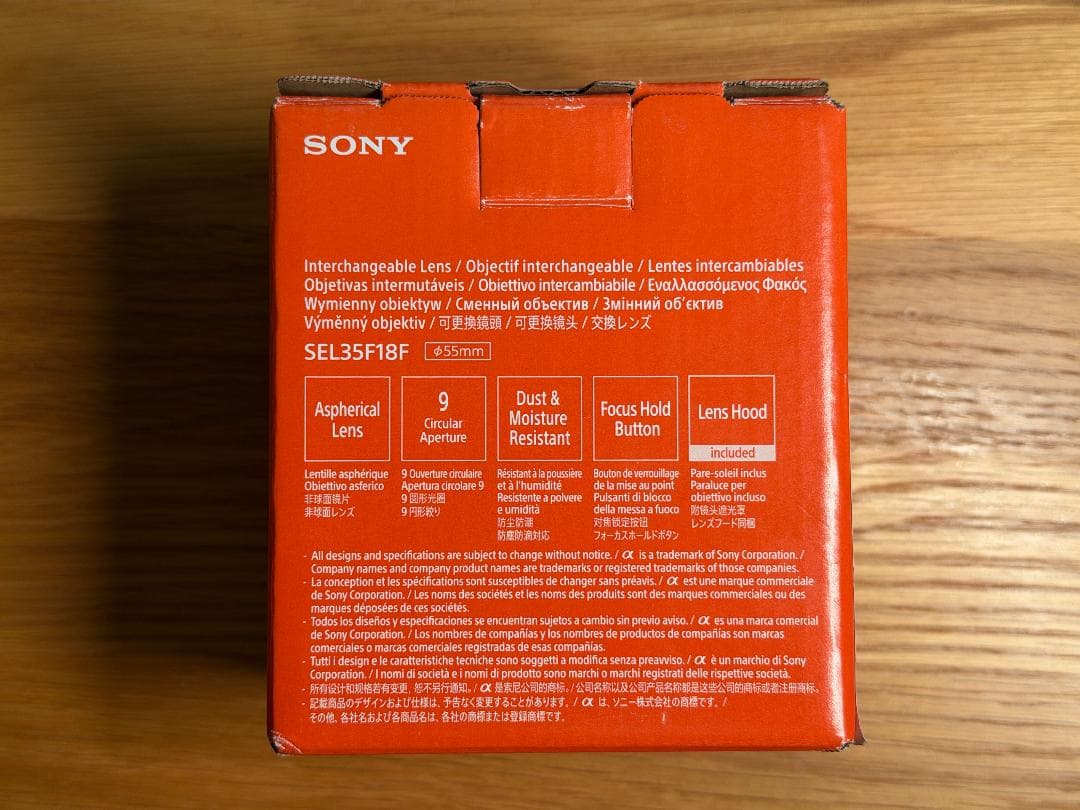 SONY
Interchangeable Lens / Objectif interchangeable / Lentes intercambiables
Objetivas intermutáveis / Obiettivo intercambiabile / Εναλλασσόμενος Φακός
Wymienny obiektyw / Сменный объектив / Змінний об'єктив
Výměnný objektiv / 可更換鏡頭 / 可更换镜头 / 交換レンズ
SEL35F18F φ55mm
Aspherical
Lens
9
Circular
Aperture
Dust &
Moisture
Resistant
Focus Hold
Button
Lens Hood
included
Lentille asphérique
Obiettivo asferico
非球面镜片
非球面レンズ
9 Ouverture circulaire
Apertura circolare 9
9 圆形光圈
9 円形絞り
Résistant à la poussière
et à l'humidité
Resistente a polvere
e umidità
防尘防潮
防塵防滴対応
Bouton de verrouillage
de la mise au point
Pulsanti di blocco
della messa a fuoco
对焦锁定按钮
フォーカスホールドボタン
Pare-soleil inclus
Paraluce per
obiettivo incluso
附镜头遮光罩
レンズフード同梱
- All designs and specifications are subject to change without notice. / α is a trademark of Sony Corporation. /
Company names and company product names are trademarks or registered trademarks of those companies.
- La conception et les spécifications sont susceptibles de changer sans préavis. / α est une marque commerciale
de Sony Corporation. / Les noms des sociétés et les noms des produits sont des marques commerciales ou des
marques déposées de ces sociétés.
- Todos los diseños y especificaciones se encuentran sujetos a cambio sin previo aviso. / α es una marca comercial
de Sony Corporation. / Los nombres de compañías y los nombres de productos de compañías son marcas
comerciales o marcas comerciales registradas de esas compañías.
- Tutti i design e le caratteristiche tecniche sono soggetti a modifica senza preavviso. / α è un marchio di Sony
Corporation. / I nomi di società e i nomi di prodotto sono marchi o marchi registrati delle rispettive società.
- 所有设计和规格若有变更，恕不另行通知。/ α 是索尼公司的商标。/ 公司名称以及公司产品名称都是这些公司的商标或者注册商标。
- 記載商品のデザインおよび仕様は、予告なく変更することがあります。/ α は、ソニー株式会社の商標です。/
その他、各社名および各商品名は、各社の商標または登録商標です。